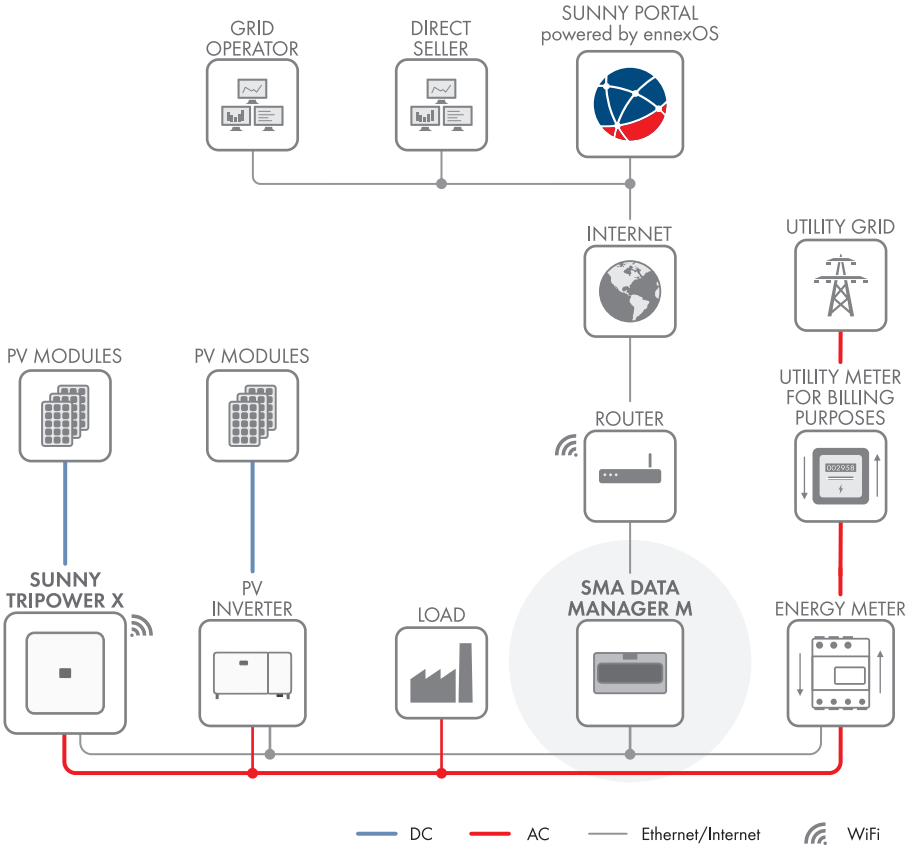 GRID
OPERATOR
DIRECT
SELLER
SUNNY PORTAL
powered by ennexOS
INTERNET
UTILITY GRID
PV MODULES
PV MODULES
ROUTER
UTILITY METER
FOR BILLING
PURPOSES
002958
SUNNY
TRIPOWER X
PV
INVERTER
LOAD
SMA DATA
MANAGER M
ENERGY METER
DC
AC
Ethernet/Internet
WiFi